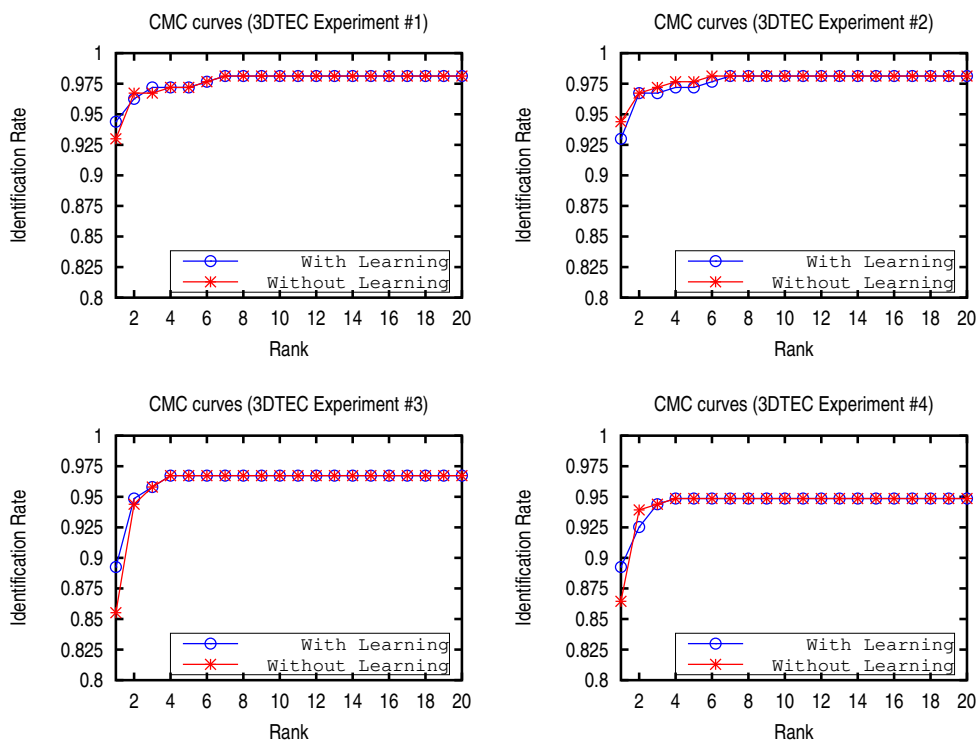 CMC curves (3DTEC Experiment #1)
1
0.975
0.95
0.925
0.9
0.875
0.85
0.825
0.8
Identification Rate
With Learning
Without Learning
2 4 6 8 10 12 14 16 18 20
Rank
CMC curves (3DTEC Experiment #2)
1
0.975
0.95
0.925
0.9
0.875
0.85
0.825
0.8
Identification Rate
With Learning
Without Learning
2 4 6 8 10 12 14 16 18 20
Rank
CMC curves (3DTEC Experiment #3)
1
0.975
0.95
0.925
0.9
0.875
0.85
0.825
0.8
Identification Rate
With Learning
Without Learning
2 4 6 8 10 12 14 16 18 20
Rank
CMC curves (3DTEC Experiment #4)
1
0.975
0.95
0.925
0.9
0.875
0.85
0.825
0.8
Identification Rate
With Learning
Without Learning
2 4 6 8 10 12 14 16 18 20
Rank